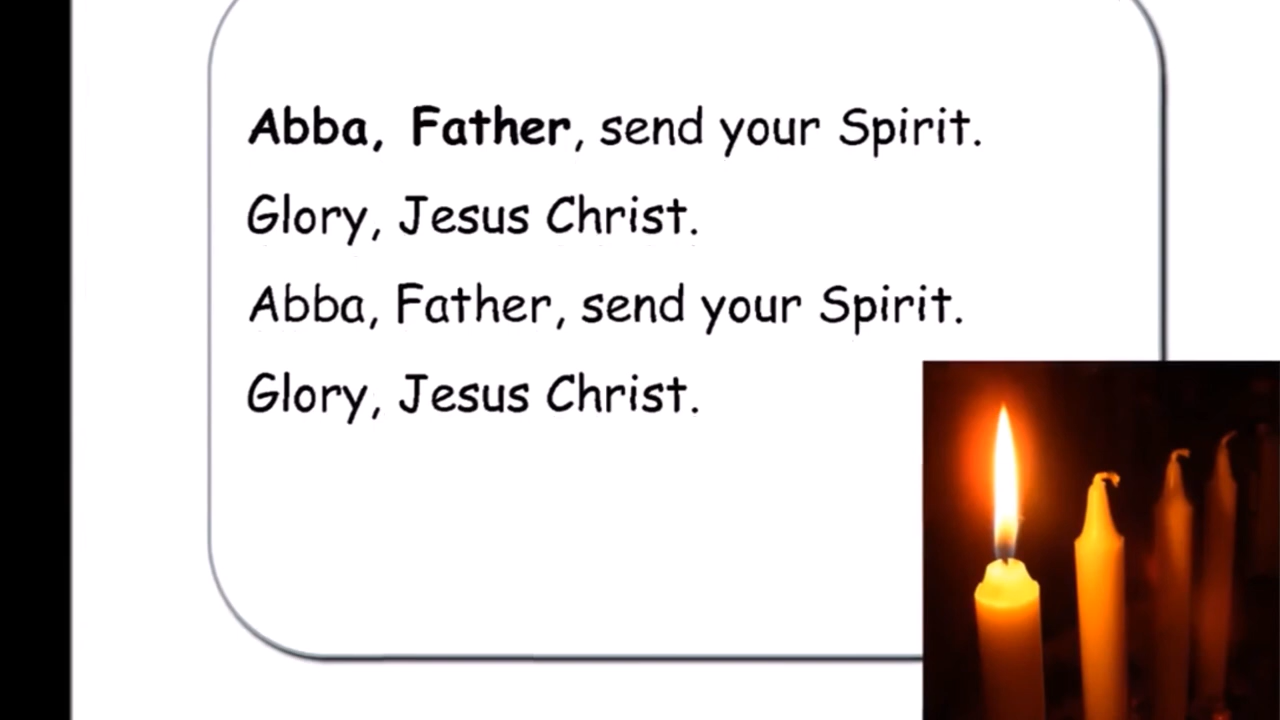 Abba, Father, send your Spirit.
Glory, Jesus Christ.
Abba, Father, send your Spirit.
Glory, Jesus Christ.